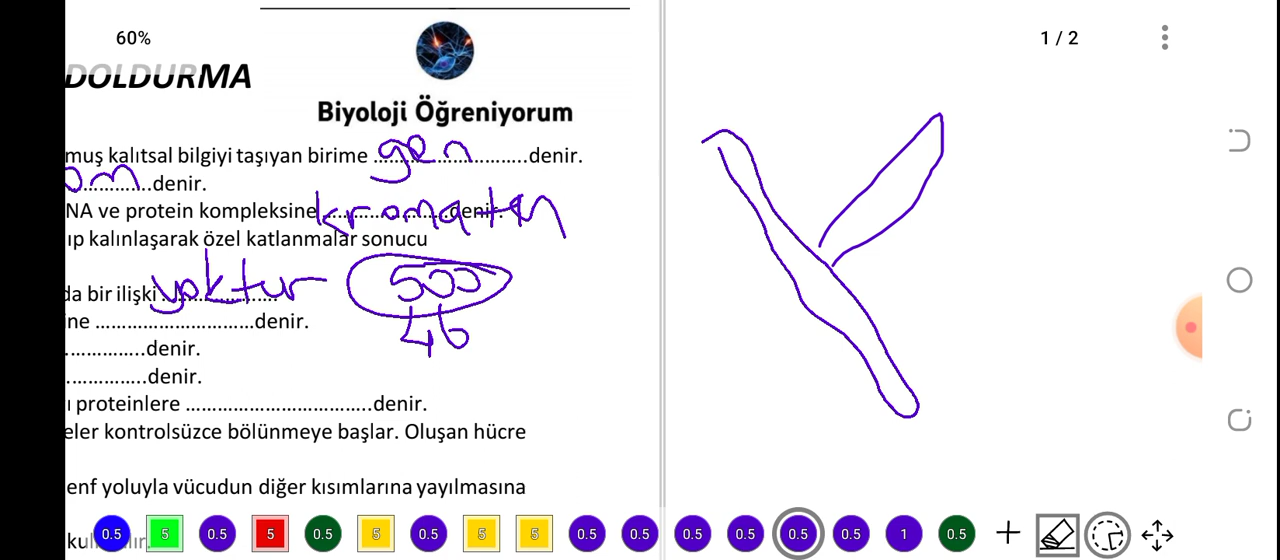 60%
1 / 2
DOLDURMA
Biyoloji Öğreniyorum
muş kalıtsal bilgiyi taşıyan birime ..gen..denir.
om............denir.
NA ve protein kompleksine kromatin denir.
ıp kalınlaşarak özel katlanmalar sonucu
da bir ilişki yoktur
500
46
ine ..............................denir.
...............denir.
...............denir.
ı proteinlere ...................................denir.
eler kontrolsüzce bölünmeye başlar. Oluşan hücre
enf yoluyla vücudun diğer kısımlarına yayılmasına
0.5 5 0.5 5 0.5 5 0.5 5 5 0.5 0.5 0.5 0.5 0.5 0.5 1 0.5